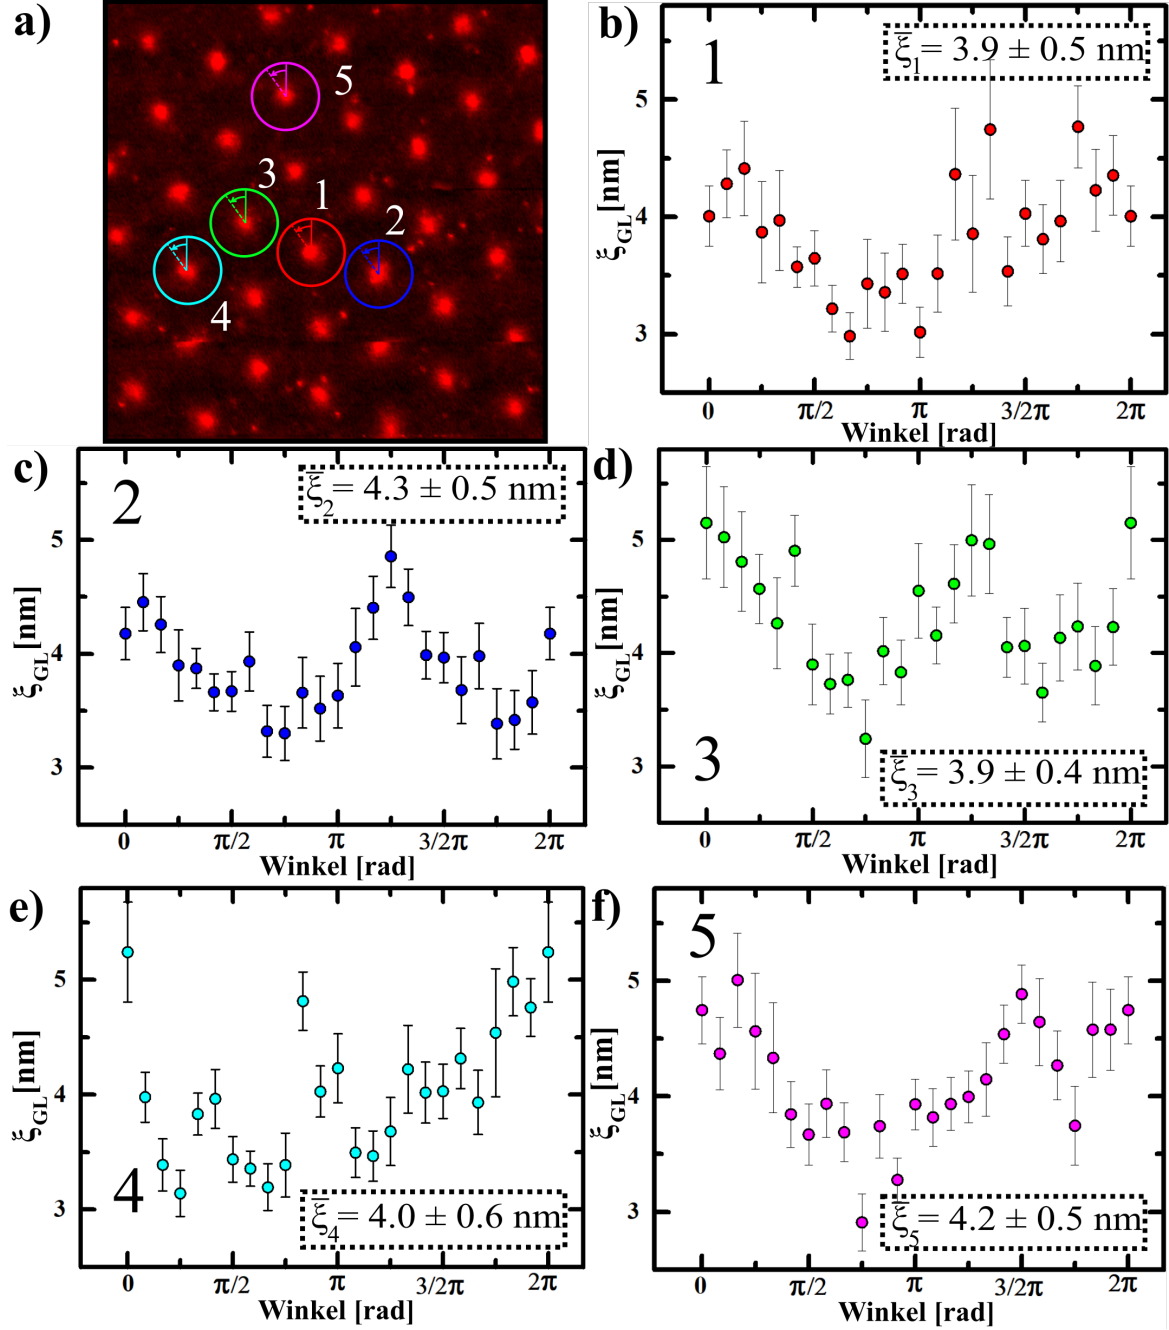 a)
5
3
1
2
4
b)
1
ξ̅1= 3.9 ± 0.5 nm
ξGL [nm]
5
4
3
0 π/2 π 3/2π 2π
Winkel [rad]
c)
2
ξ̅2= 4.3 ± 0.5 nm
ξGL [nm]
5
4
3
0 π/2 π 3/2π 2π
Winkel [rad]
d)
3
ξ̅3= 3.9 ± 0.4 nm
ξGL [nm]
5
4
3
0 π/2 π 3/2π 2π
Winkel [rad]
e)
4
ξ̅4= 4.0 ± 0.6 nm
ξGL [nm]
5
4
3
0 π/2 π 3/2π 2π
Winkel [rad]
f)
5
ξ̅5= 4.2 ± 0.5 nm
ξGL [nm]
5
4
3
0 π/2 π 3/2π 2π
Winkel [rad]